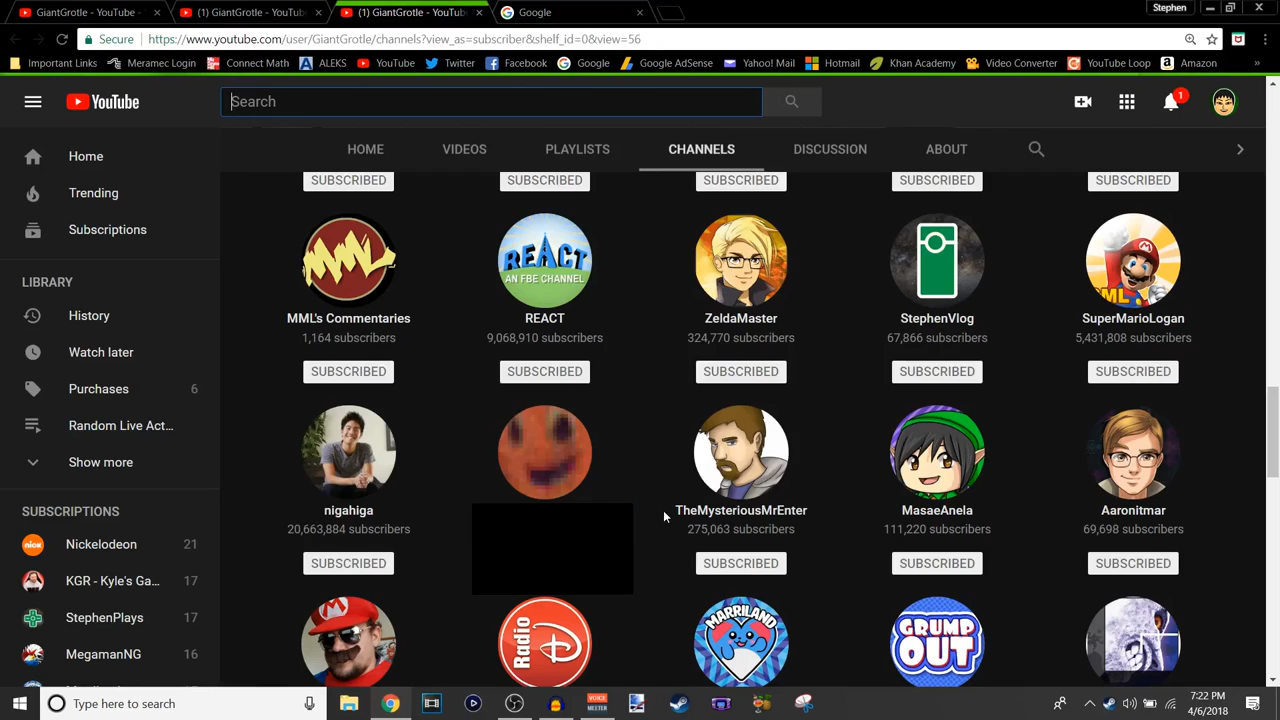 GiantGrotle - YouTube
(1) GiantGrotle - YouTub
(1) GiantGrotle - YouTub
Google
Stephen
Secure
https://www.youtube.com/user/GiantGrotle/channels?view_as=subscriber&shelf_id=0&view=56
Important Links
Meramec Login
Connect Math
ALEKS
YouTube
Twitter
Facebook
Google
Google AdSense
Yahoo! Mail
Hotmail
Khan Academy
Video Converter
YouTube Loop
Amazon
YouTube
Search
1
HOME
VIDEOS
PLAYLISTS
CHANNELS
DISCUSSION
ABOUT
Home
Trending
Subscriptions
LIBRARY
History
Watch later
Purchases 6
Random Live Act...
Show more
SUBSCRIPTIONS
nick
Nickelodeon 21
KGR - Kyle's Ga... 17
StephenPlays 17
MegamanNG 16
SUBSCRIBED SUBSCRIBED SUBSCRIBED SUBSCRIBED SUBSCRIBED
MML
REACT
AN FBE CHANNEL
SML
MML's Commentaries REACT ZeldaMaster StephenVlog SuperMarioLogan
1,164 subscribers 9,068,910 subscribers 324,770 subscribers 67,866 subscribers 5,431,808 subscribers
SUBSCRIBED SUBSCRIBED SUBSCRIBED SUBSCRIBED SUBSCRIBED
nigahiga TheMysteriousMrEnter MasaeAnela Aaronitmar
20,663,884 subscribers 275,063 subscribers 111,220 subscribers 69,698 subscribers
SUBSCRIBED SUBSCRIBED SUBSCRIBED SUBSCRIBED
M
Radio
D
MARRILAND
GRUMP
OUT
Type here to search
VOICE
MEETER
7:22 PM
4/6/2018